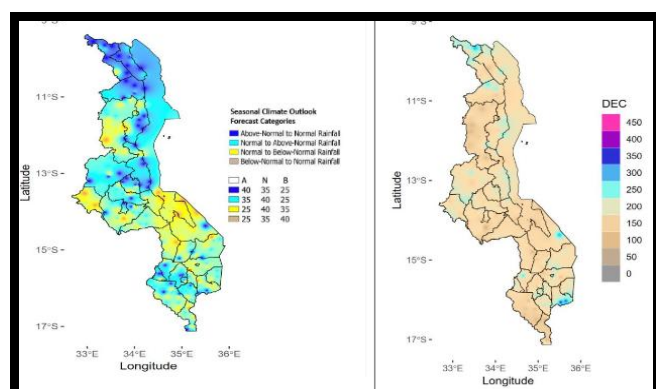 9°S
11°S
13°S
15°S
17°S
Latitude
33°E 34°E 35°E 36°E
Longitude
Seasonal Climate Outlook
Forecast Categories
Above-Normal to Normal Rainfall
Normal to Above-Normal Rainfall
Normal to Below-Normal Rainfall
Below-Normal to Normal Rainfall
A N B
40 35 25
35 40 25
25 40 35
25 35 40
9°S
11°S
13°S
15°S
17°S
Latitude
33°E 34°E 35°E 36°E
Longitude
DEC
450
400
350
300
250
200
150
100
50
0